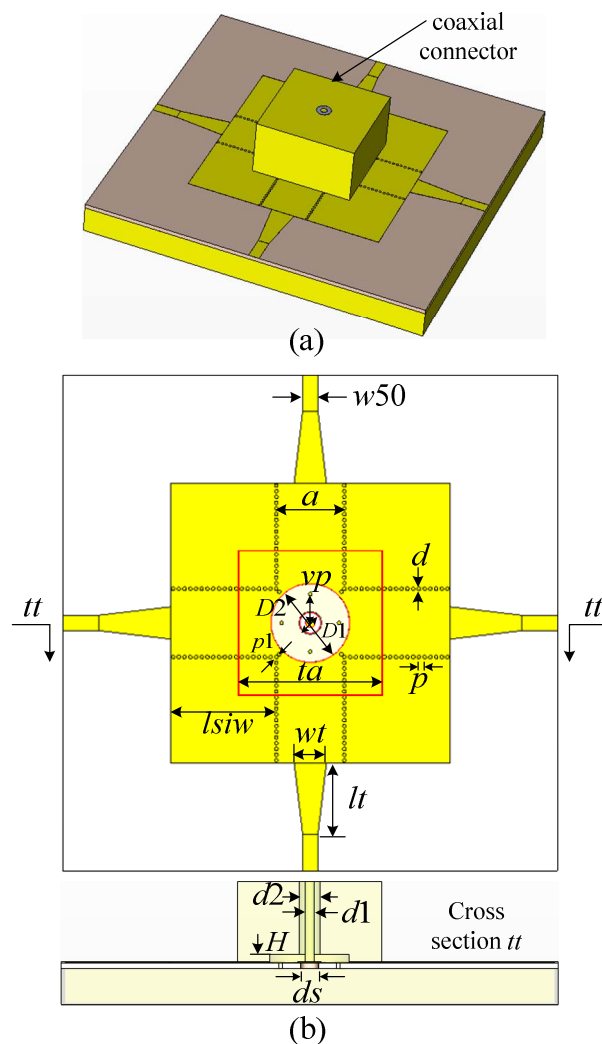 coaxial
connector
(a)
w50
a
d
vp
tt
tt
D2
D1
p1
ta
p
lsiw
wt
lt
d2
d1
Cross
section tt
H
ds
(b)